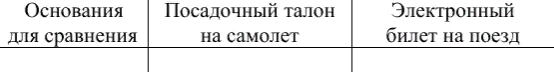 Основания для сравнения
Посадочный талон на самолет
Электронный билет на поезд